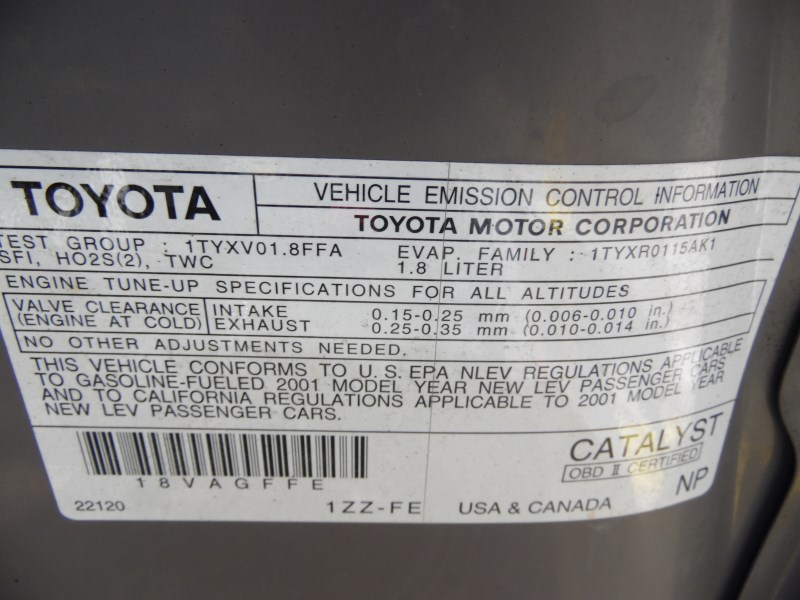 TOYOTA
VEHICLE EMISSION CONTROL INFORMATION
TOYOTA MOTOR CORPORATION
TEST GROUP : 1TYXV01.8FFA
EVAP. FAMILY : 1TYXR0115AK1
SFI, HO2S(2), TWC
1.8 LITER
ENGINE TUNE-UP SPECIFICATIONS FOR ALL ALTITUDES
VALVE CLEARANCE INTAKE 0.15-0.25 mm (0.006-0.010 in.)
(ENGINE AT COLD) EXHAUST 0.25-0.35 mm (0.010-0.014 in.)
NO OTHER ADJUSTMENTS NEEDED.
THIS VEHICLE CONFORMS TO U.S. EPA NLEV REGULATIONS APPLICABLE
TO GASOLINE-FUELED 2001 MODEL YEAR NEW LEV PASSENGER CARS
AND TO CALIFORNIA REGULATIONS APPLICABLE TO 2001 MODEL YEAR
NEW LEV PASSENGER CARS.
CATALYST
OBD II CERTIFIED
18VAGFFE
NP
22120
1ZZ-FE
USA & CANADA